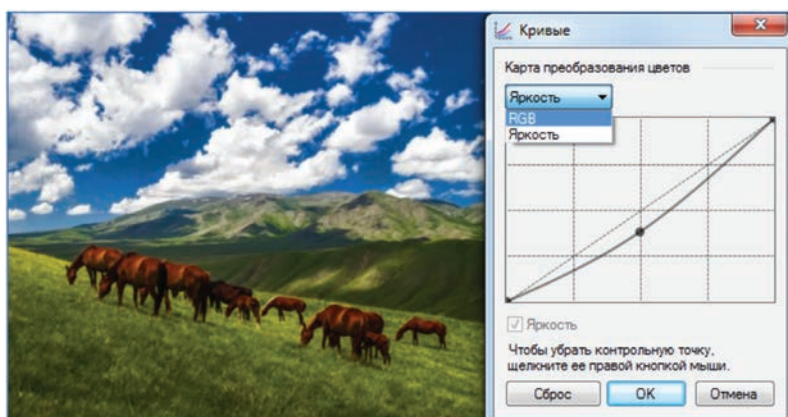 Кривые
Карта преобразования цветов
Яркость
RGB
Яркость
Яркость
Чтобы убрать контрольную точку,
щелкните ее правой кнопкой мыши.
Сброс
OK
Отмена